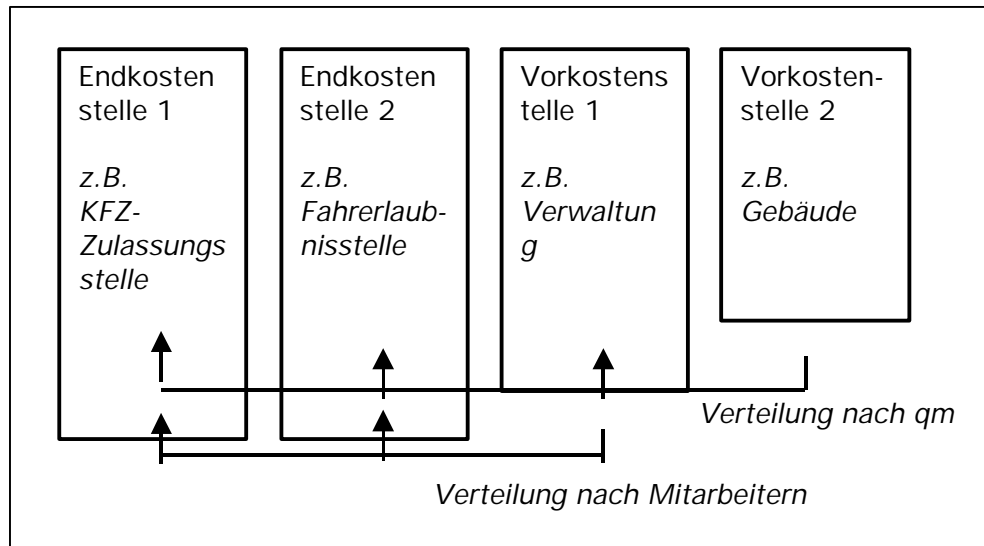 Endkosten
stelle 1
z.B.
KFZ-
Zulassungs
stelle
Endkosten
stelle 2
z.B.
Fahrerlaub-
nisstelle
Vorkostens
telle 1
z.B.
Verwaltun
g
Vorkosten-
stelle 2
z.B.
Gebäude
Verteilung nach qm
Verteilung nach Mitarbeitern